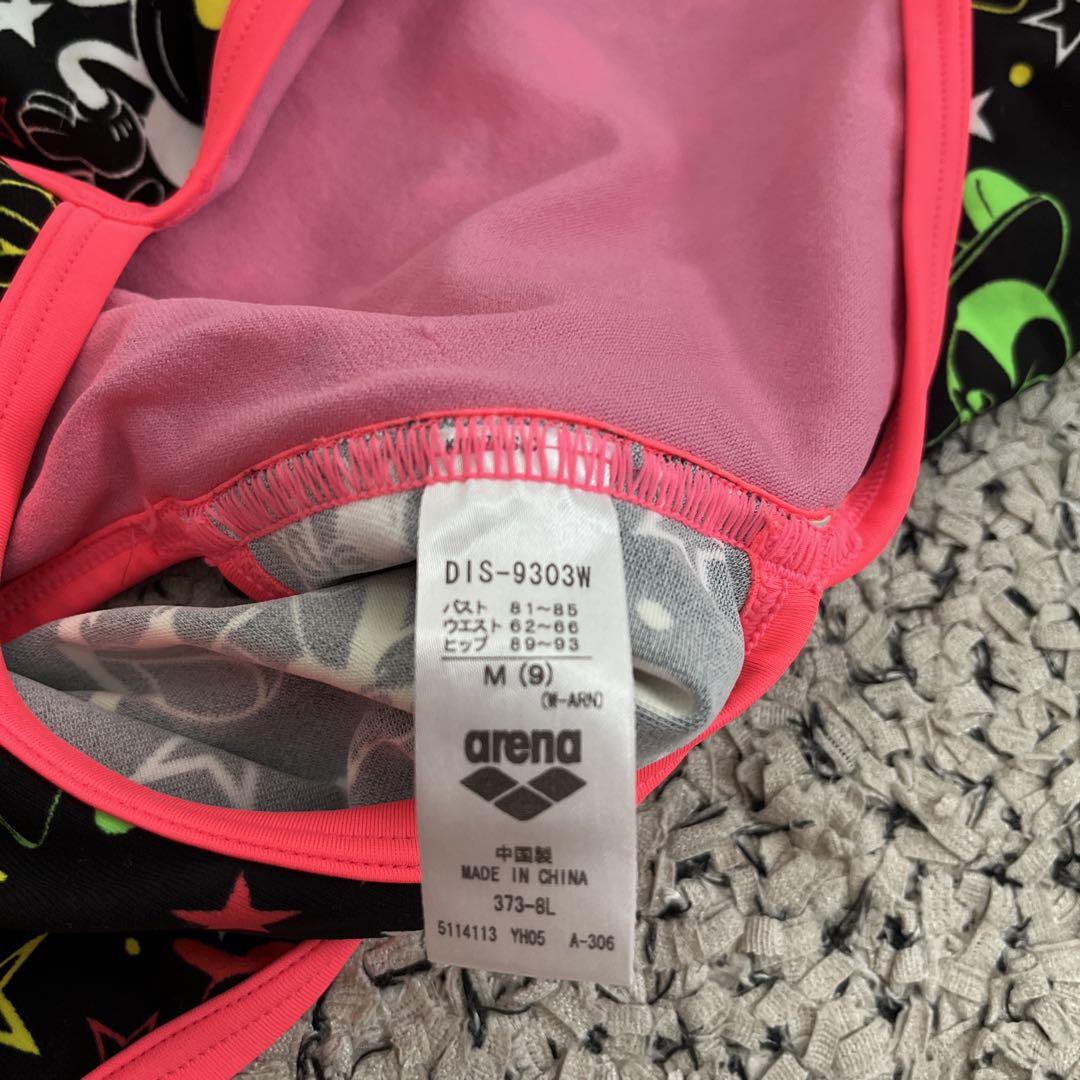 DIS-9303W
バスト 81~85
ウエスト 62~66
ヒップ 89~93
M (9)
(W-ARN)
arena
中国製
MADE IN CHINA
373-8L
5114113 YH05 A-306